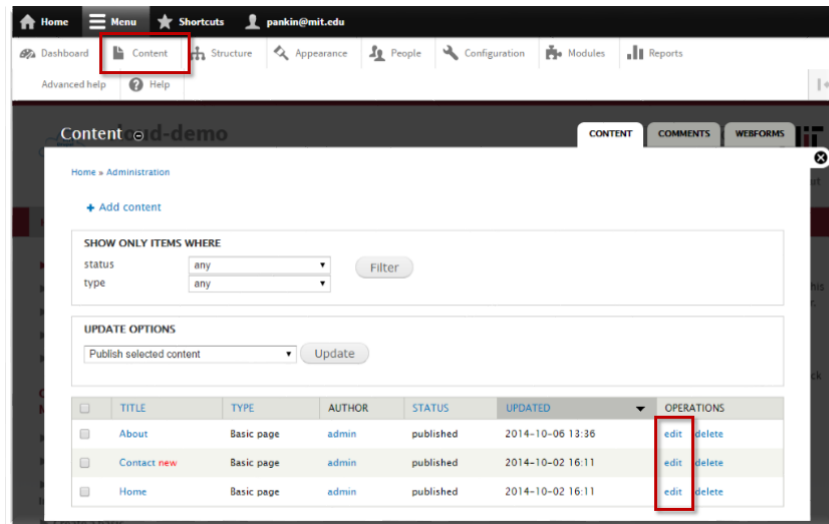 Home Menu Shortcuts pankin@mit.edu
Dashboard Content Structure Appearance People Configuration Modules Reports
Advanced help Help
Content oud-demo CONTENT COMMENTS WEBFORMS
Home » Administration
+ Add content
SHOW ONLY ITEMS WHERE
status any Filter
type any
UPDATE OPTIONS
Publish selected content Update
TITLE TYPE AUTHOR STATUS UPDATED OPERATIONS
About Basic page admin published 2014-10-06 13:36 edit delete
Contact new Basic page admin published 2014-10-02 16:11 edit delete
Home Basic page admin published 2014-10-02 16:11 edit delete